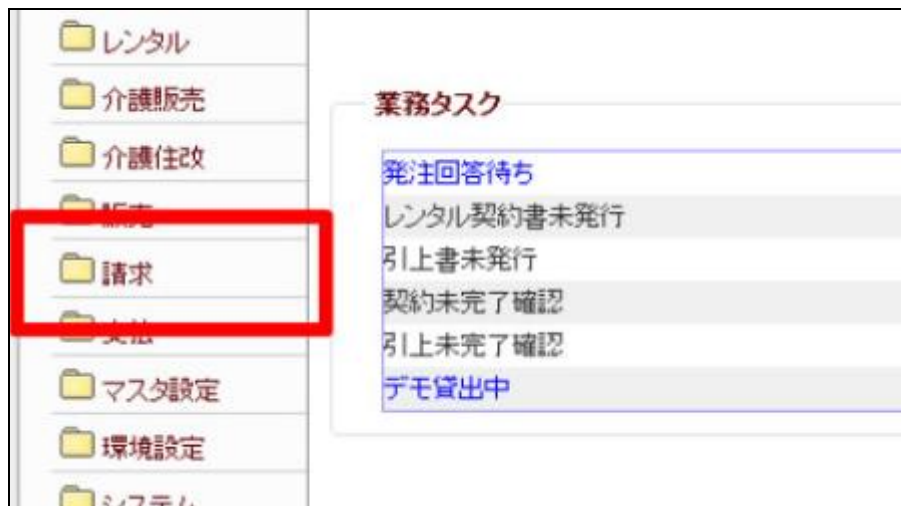 レンタル
介護販売
介護住改
請求
マスタ設定
環境設定
業務タスク
発注回答待ち
レンタル契約書未発行
引上書未発行
契約未完了確認
引上未完了確認
デモ貸出中